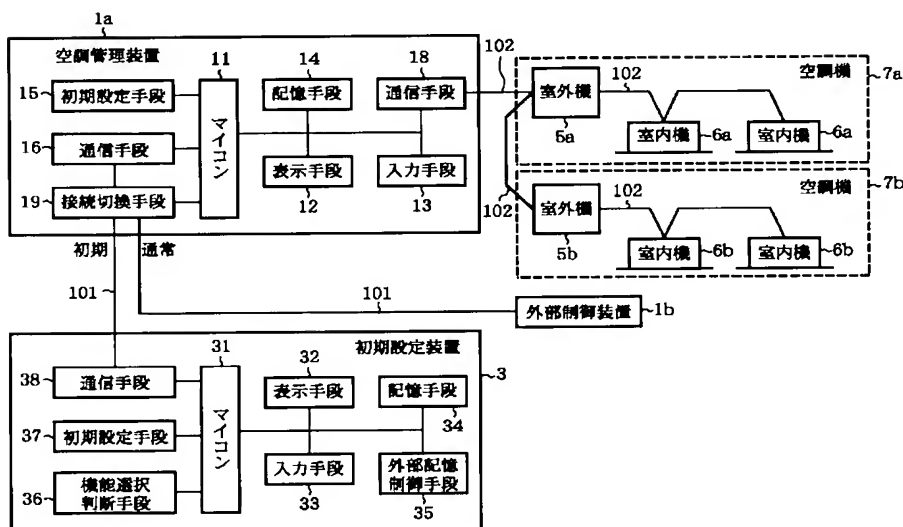 1a
空調管理装置
11
14
18
102
15
初期設定手段
記憶手段
通信手段
16
通信手段
マイコン
19
接続切換手段
表示手段
入力手段
12
13
初期
通常
空調機
7a
室外機
102
5a
室内機
6a
室内機
6a
102
空調機
7b
室外機
102
5b
室内機
6b
室内機
6b
101
101
外部制御装置
1b
初期設定装置
3
31
32
38
通信手段
表示手段
記憶手段
34
37
初期設定手段
マイコン
36
機能選択
判断手段
入力手段
33
外部記憶
制御手段
35